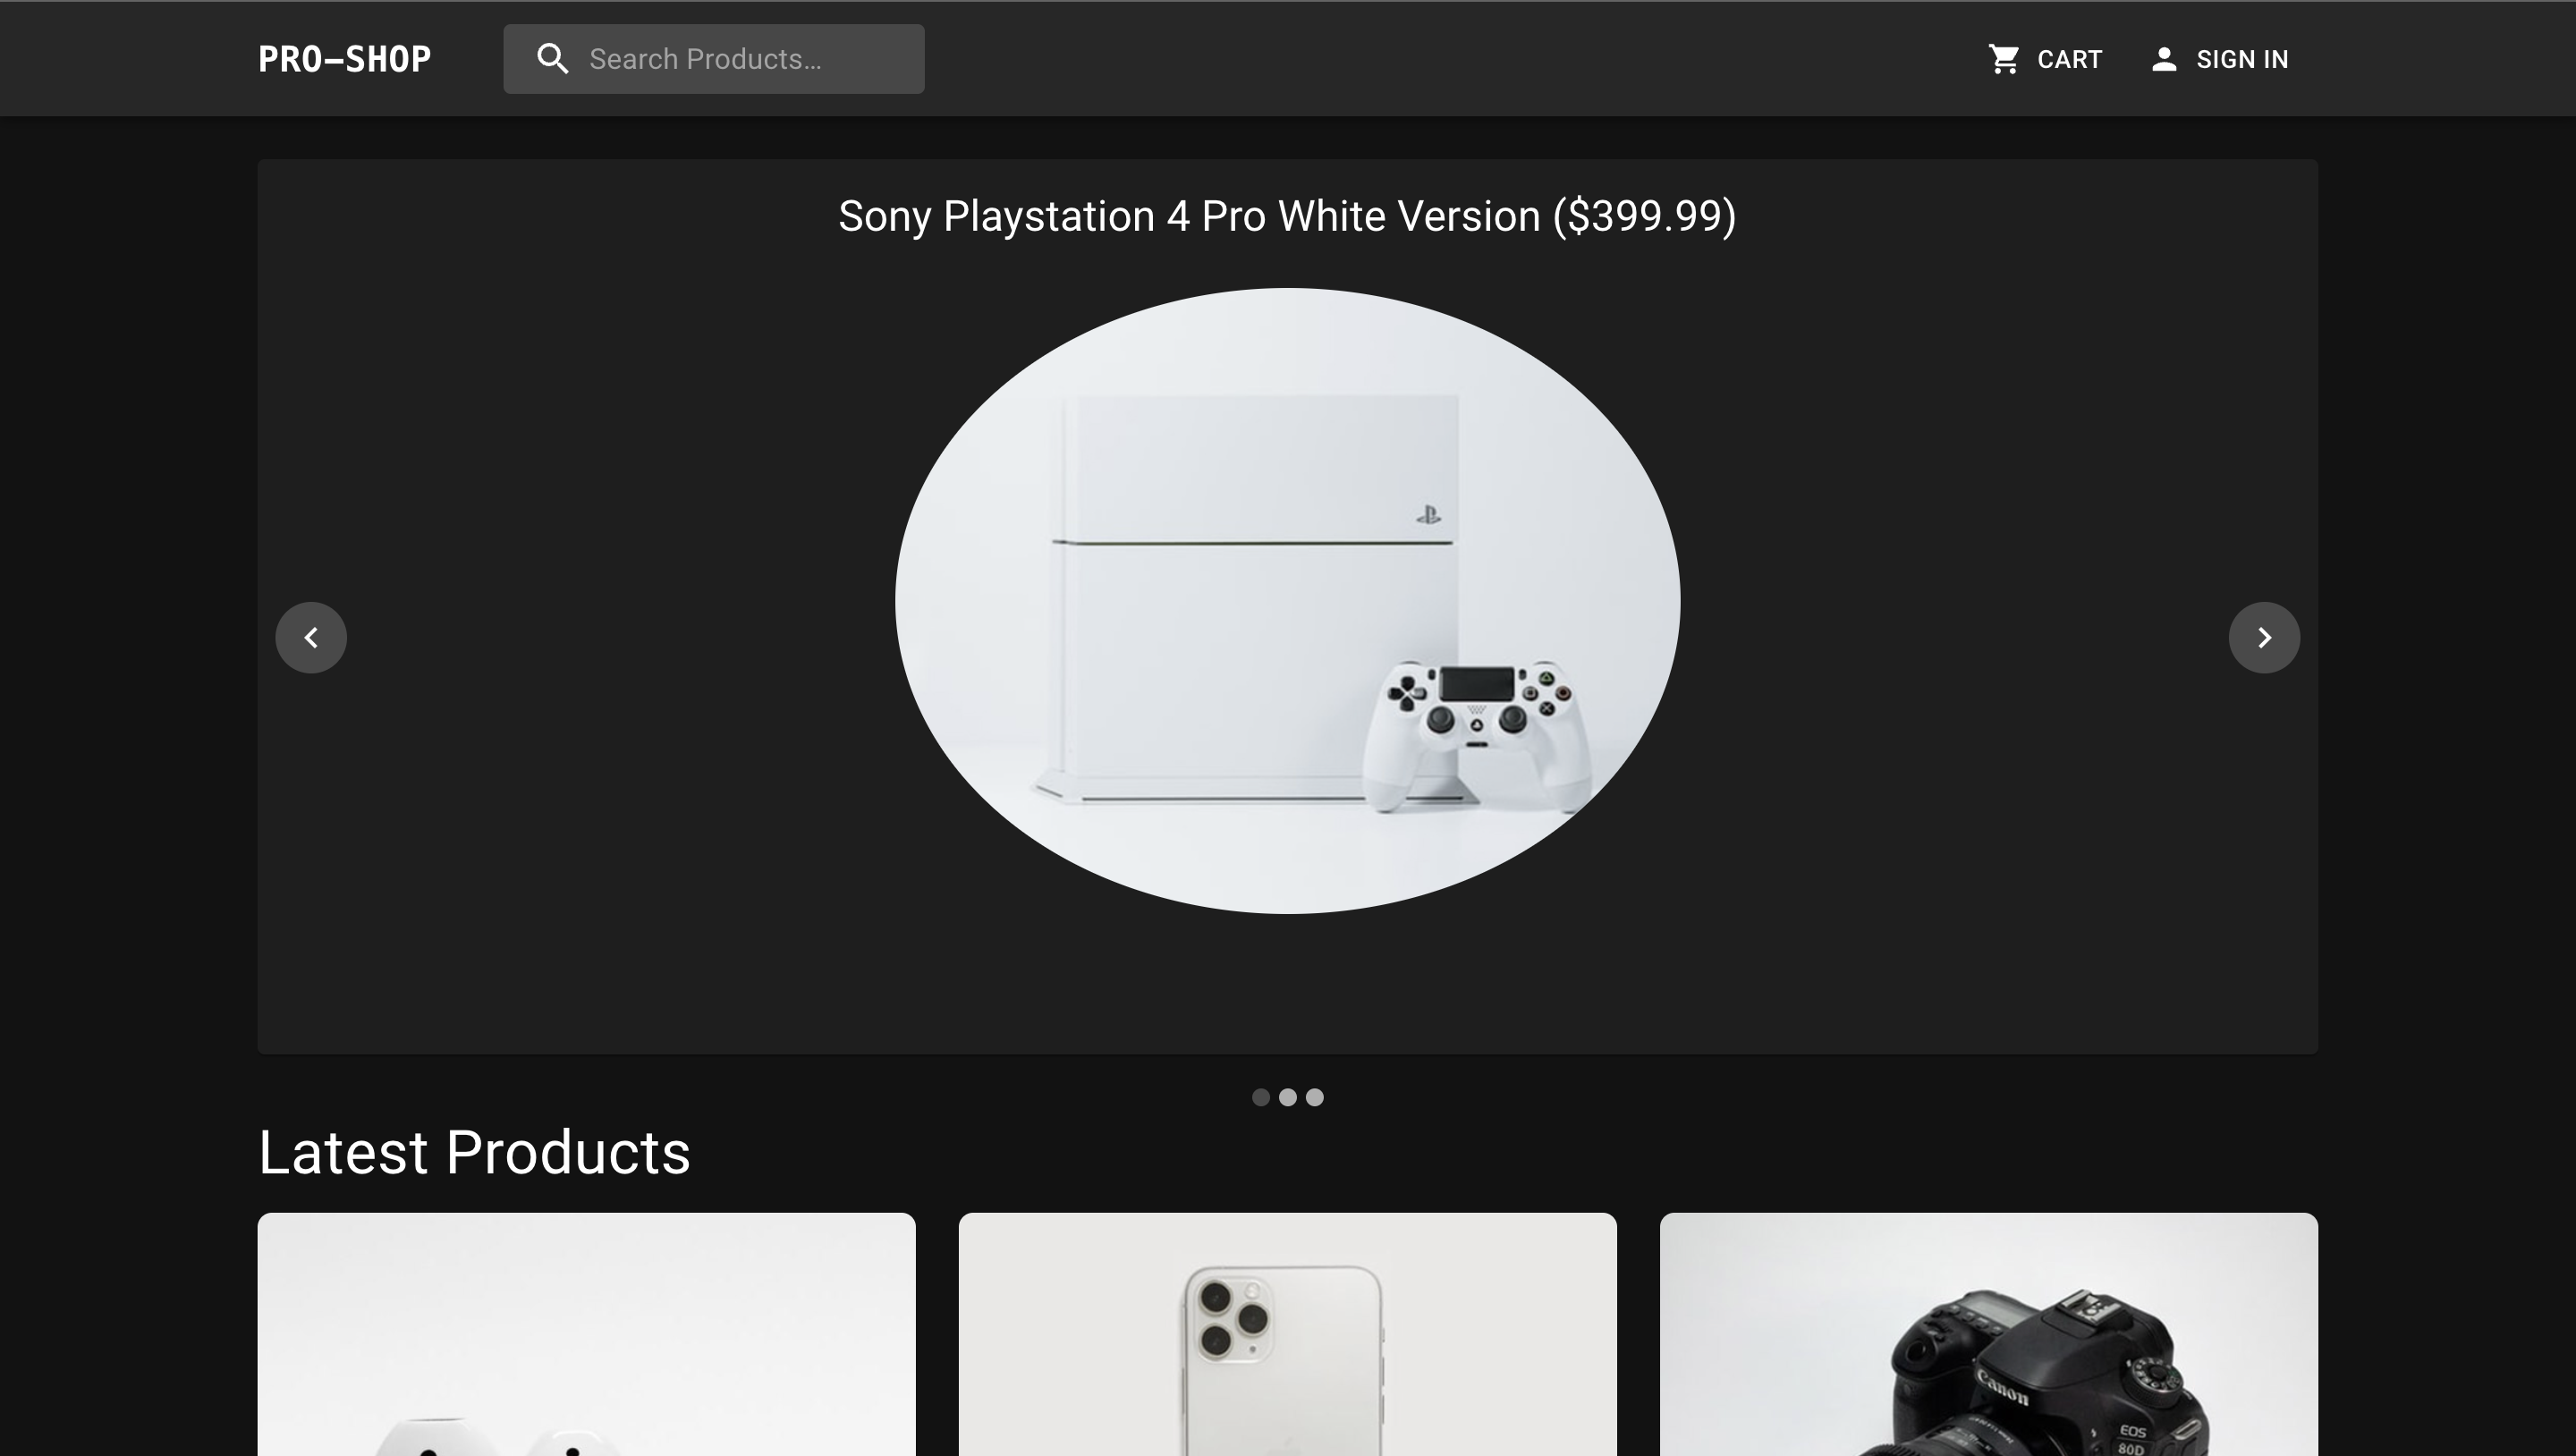 PRO–SHOP
Search Products...
CART
SIGN IN
Sony Playstation 4 Pro White Version ($399.99)
Latest Products
Canon
EOS
80D